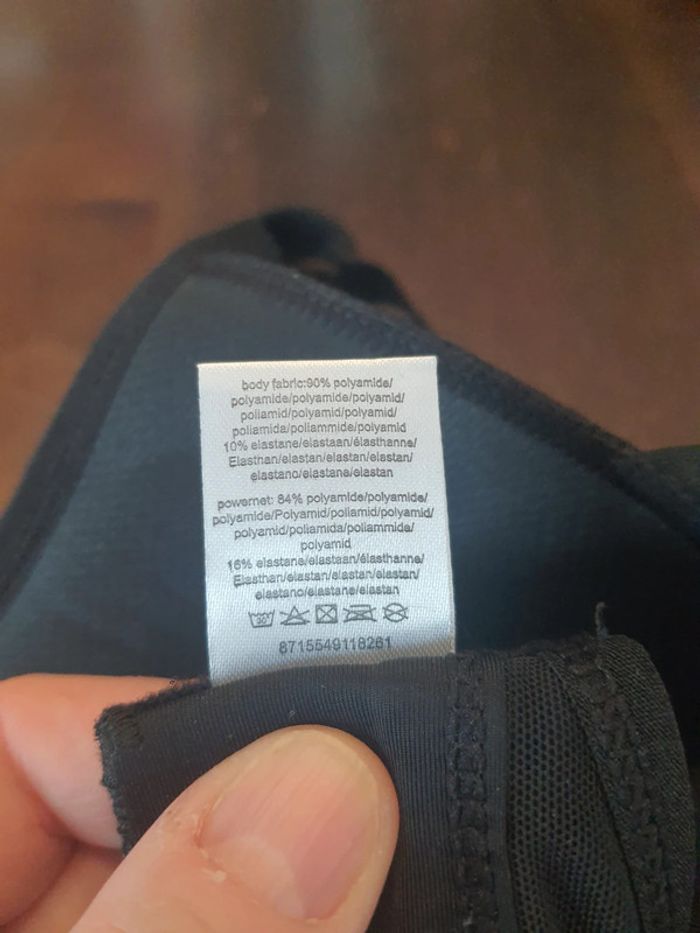 body fabric:90% polyamide/
polyamide/polyamide/polyamid/
poliamid/polyamid/polyamid/
poliamida/poliammide/polyamid
10% elastane/elastaan/élasthanne/
Elasthan/elastan/elastan/elastan/
elastano/elastane/elastan
powernet: 84% polyamide/polyamide/
polyamide/Polyamid/poliamid/polyamid/
polyamid/poliamida/poliammide/
polyamid
16% elastane/elastaan/élasthanne/
Elasthan/elastan/elastan/elastan/
elastano/elastane/elastan
30°
8715549118261